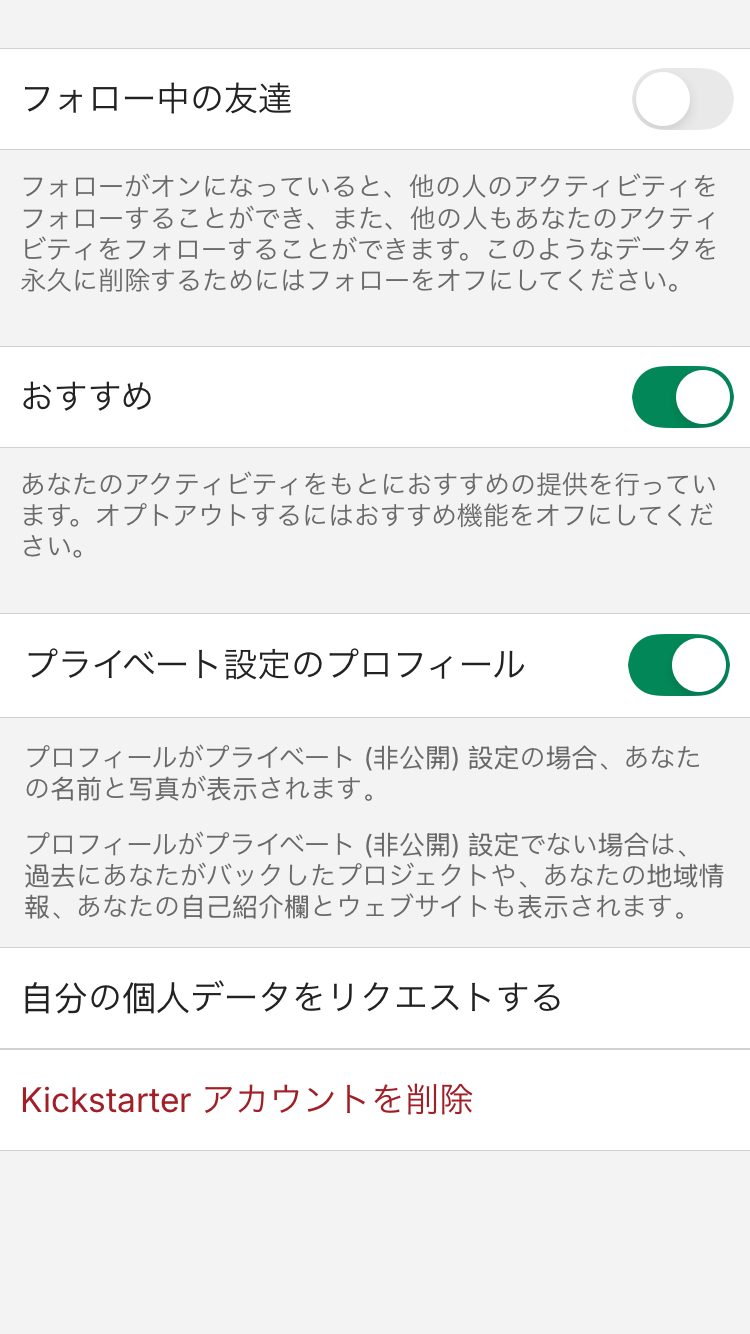 フォロー中の友達
フォローがオンになっていると、他の人のアクティビティを
フォローすることができ、また、他の人もあなたのアクティ
ビティをフォローすることができます。このようなデータを
永久に削除するためにはフォローをオフにしてください。
おすすめ
あなたのアクティビティをもとにおすすめの提供を行ってい
ます。オプトアウトするにはおすすめ機能をオフにしてくだ
さい。
プライベート設定のプロフィール
プロフィールがプライベート (非公開) 設定の場合、あなた
の名前と写真が表示されます。
プロフィールがプライベート (非公開) 設定でない場合は、
過去にあなたがバックしたプロジェクトや、あなたの地域情
報、あなたの自己紹介欄とウェブサイトも表示されます。
自分の個人データをリクエストする
Kickstarter アカウントを削除